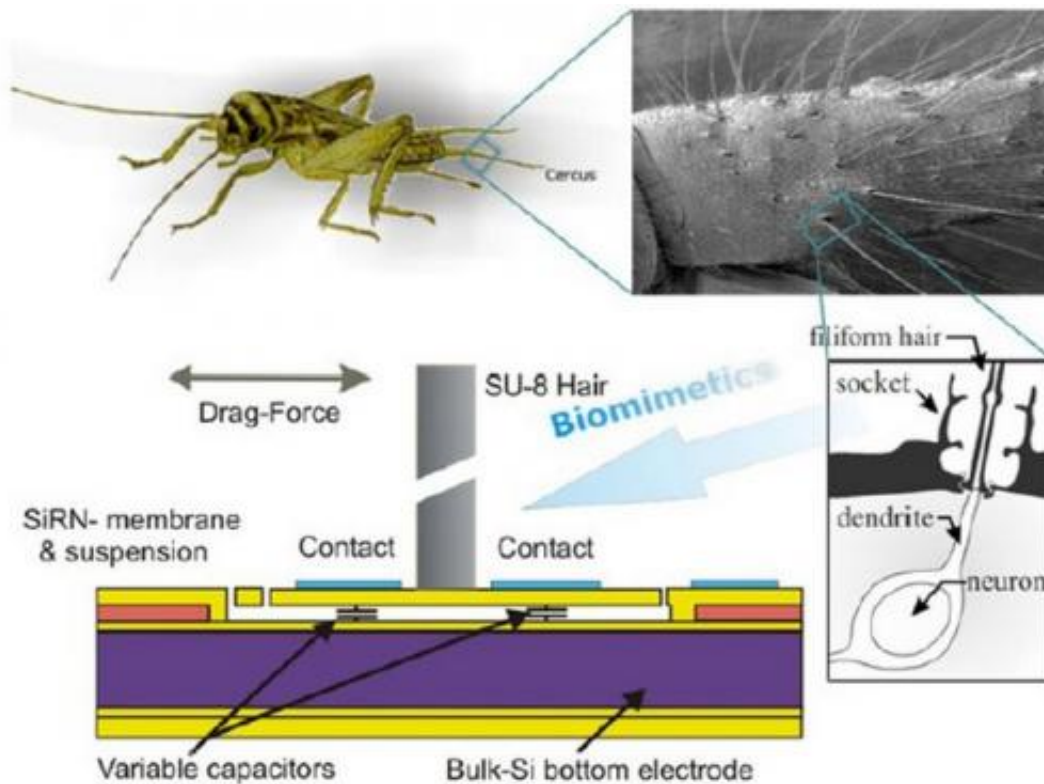 Cercus
filiform hair
socket
dendrite
neuron
Drag-Force
SU-8 Hair
Biomimetics
SiRN- membrane
& suspension
Contact
Contact
Variable capacitors
Bulk-Si bottom electrode